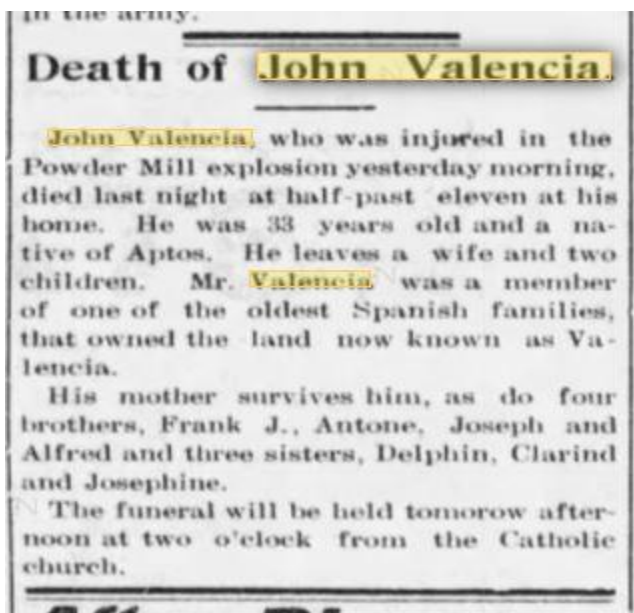 in the army.
Death of John Valencia.
John Valencia, who was injured in the
Powder Mill explosion yesterday morning,
died last night at half-past eleven at his
home. He was 33 years old and a na-
tive of Aptos. He leaves a wife and two
children. Mr. Valencia was a member
of one of the oldest Spanish families,
that owned the land now known as Va-
lencia.
His mother survives him, as do four
brothers, Frank J., Antone, Joseph and
Alfred and three sisters, Delphin, Clarind
and Josephine.
The funeral will be held tomorow after-
noon at two o'clock from the Catholic
church.